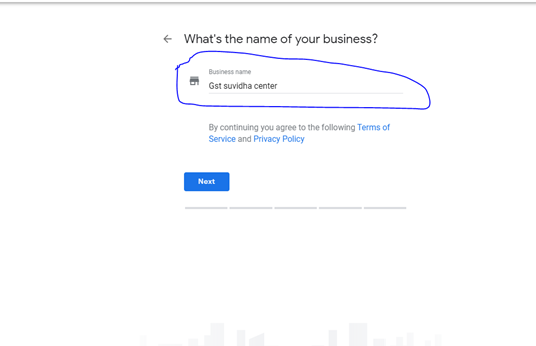 What's the name of your business?
Business name
Gst suvidha center
By continuing you agree to the following Terms of
Service and Privacy Policy
Next